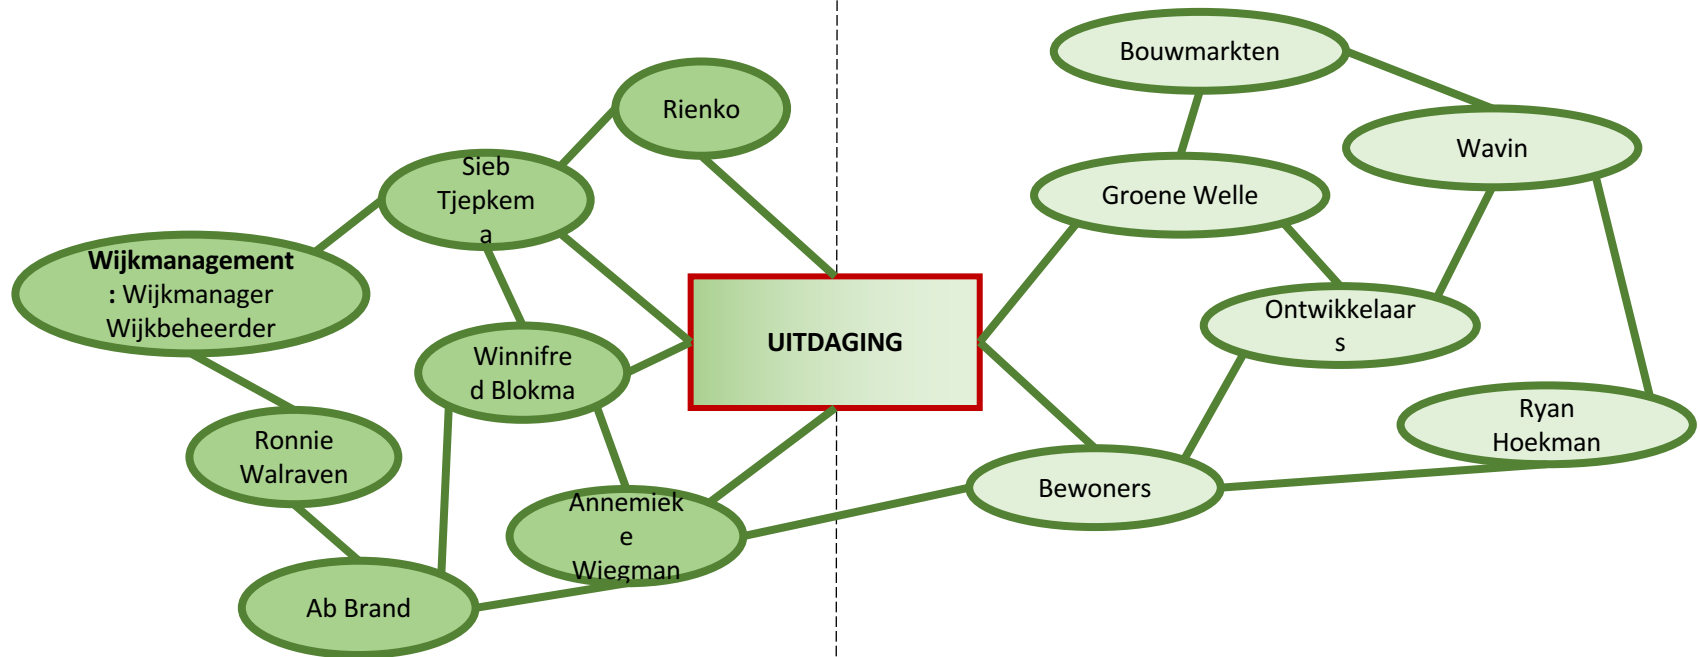 Bouwmarkten
Rienko
Wavin
Sieb
Tjepkem
a
Groene Welle
Wijkmanagement
: Wijkmanager
Wijkbeheerder
Ontwikkelaar
s
UITDAGING
Winnifre
d Blokma
Ryan
Hoekman
Ronnie
Walraven
Bewoners
Annemiek
e
Wiegman
Ab Brand